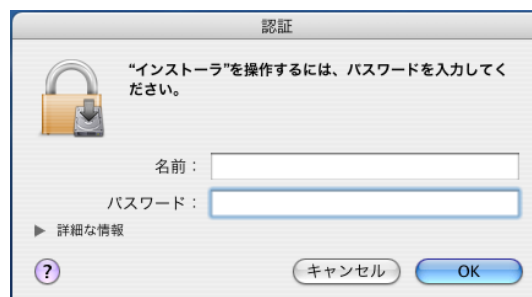 認証
“インストーラ”を操作するには、パスワードを入力してく
ださい。
名前：
パスワード：
▶ 詳細な情報
?
キャンセル
OK